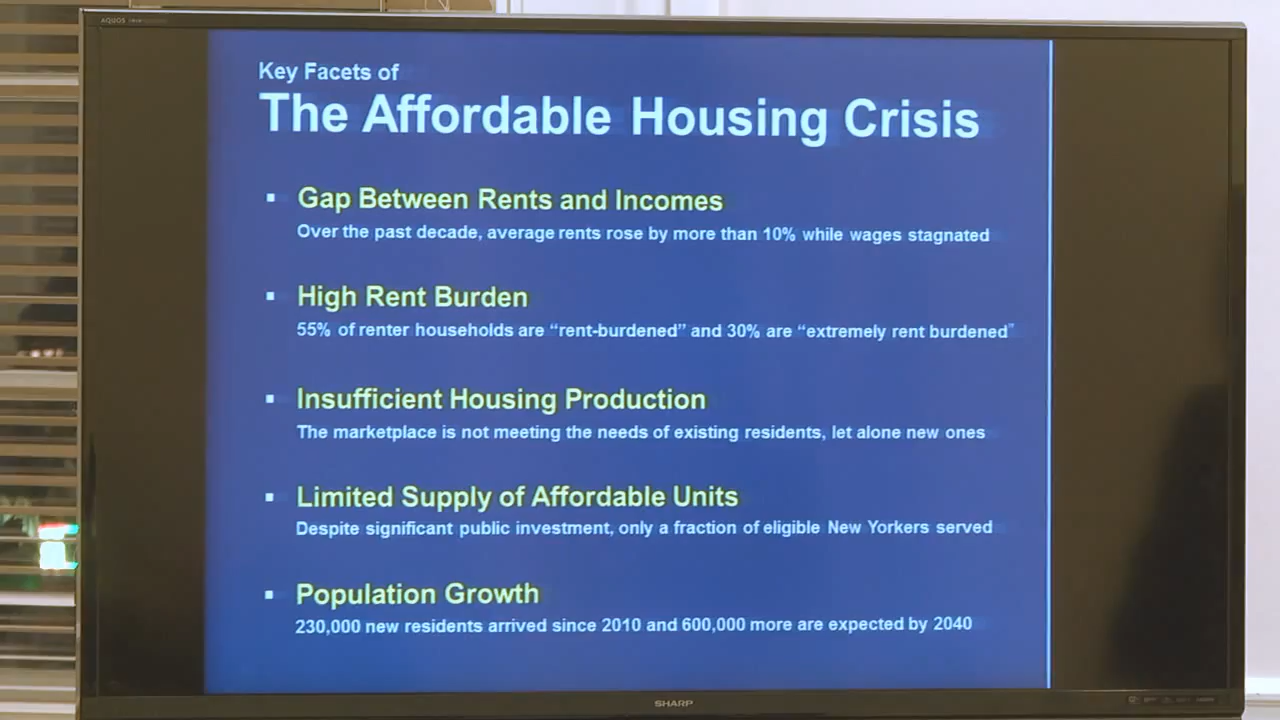 AQUOS
Key Facets of
The Affordable Housing Crisis
▪ Gap Between Rents and Incomes
Over the past decade, average rents rose by more than 10% while wages stagnated
▪ High Rent Burden
55% of renter households are “rent-burdened” and 30% are “extremely rent burdened”
▪ Insufficient Housing Production
The marketplace is not meeting the needs of existing residents, let alone new ones
▪ Limited Supply of Affordable Units
Despite significant public investment, only a fraction of eligible New Yorkers served
▪ Population Growth
230,000 new residents arrived since 2010 and 600,000 more are expected by 2040
SHARP